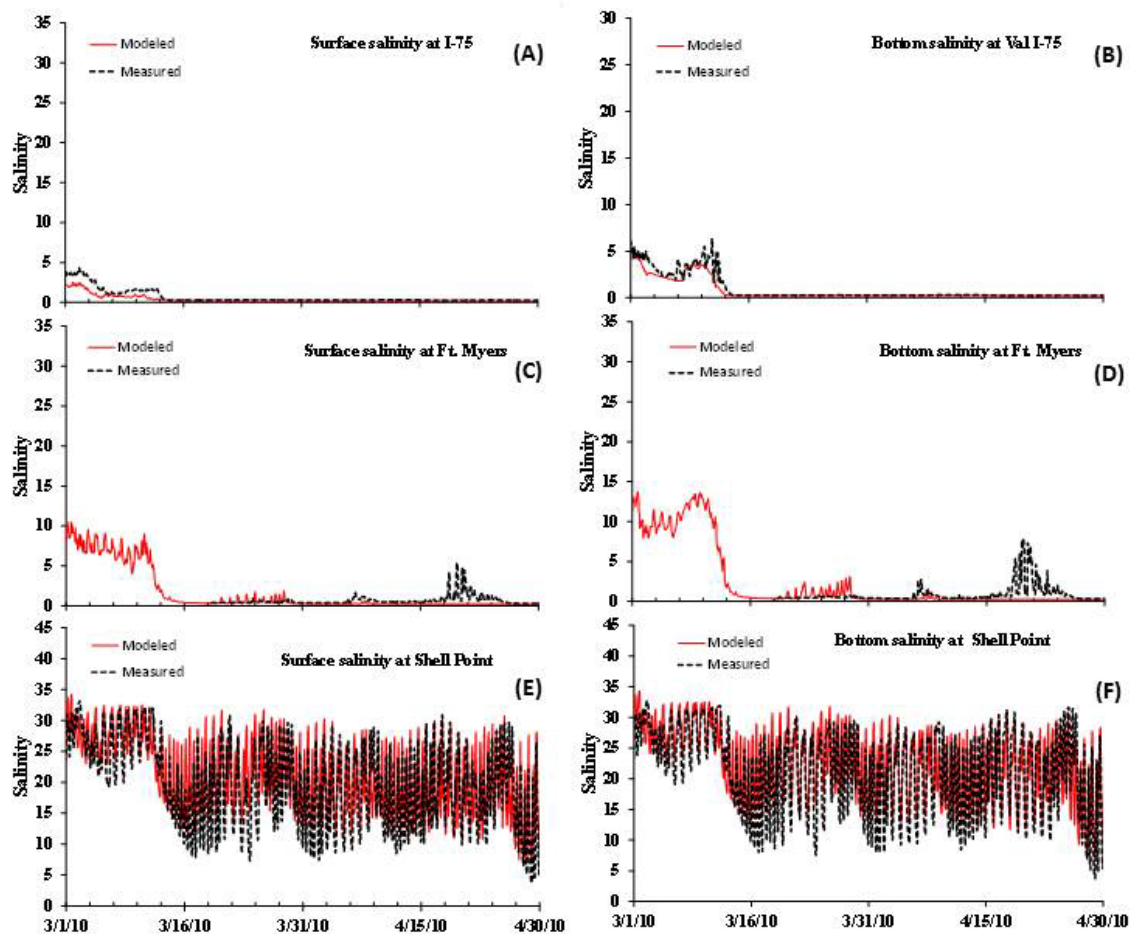 35
30
25
20
15
10
5
0
Salinity
Modeled
Measured
Surface salinity at I-75
(A)
30
25
20
15
10
5
0
Salinity
Modeled
Measured
Bottom salinity at Val I-75
(B)
35
30
25
20
15
10
5
0
Salinity
Modeled
Measured
Surface salinity at Ft. Myers
(C)
35
30
25
20
15
10
5
0
Salinity
Modeled
Measured
Bottom salinity at Ft. Myers
(D)
45
40
35
30
25
20
15
10
5
0
Salinity
Modeled
Measured
Surface salinity at Shell Point
(E)
3/1/10 3/16/10 3/31/10 4/15/10 4/30/10
45
40
35
30
25
20
15
10
5
0
Salinity
Modeled
Measured
Bottom salinity at Shell Point
(F)
3/1/10 3/16/10 3/31/10 4/15/10 4/30/10